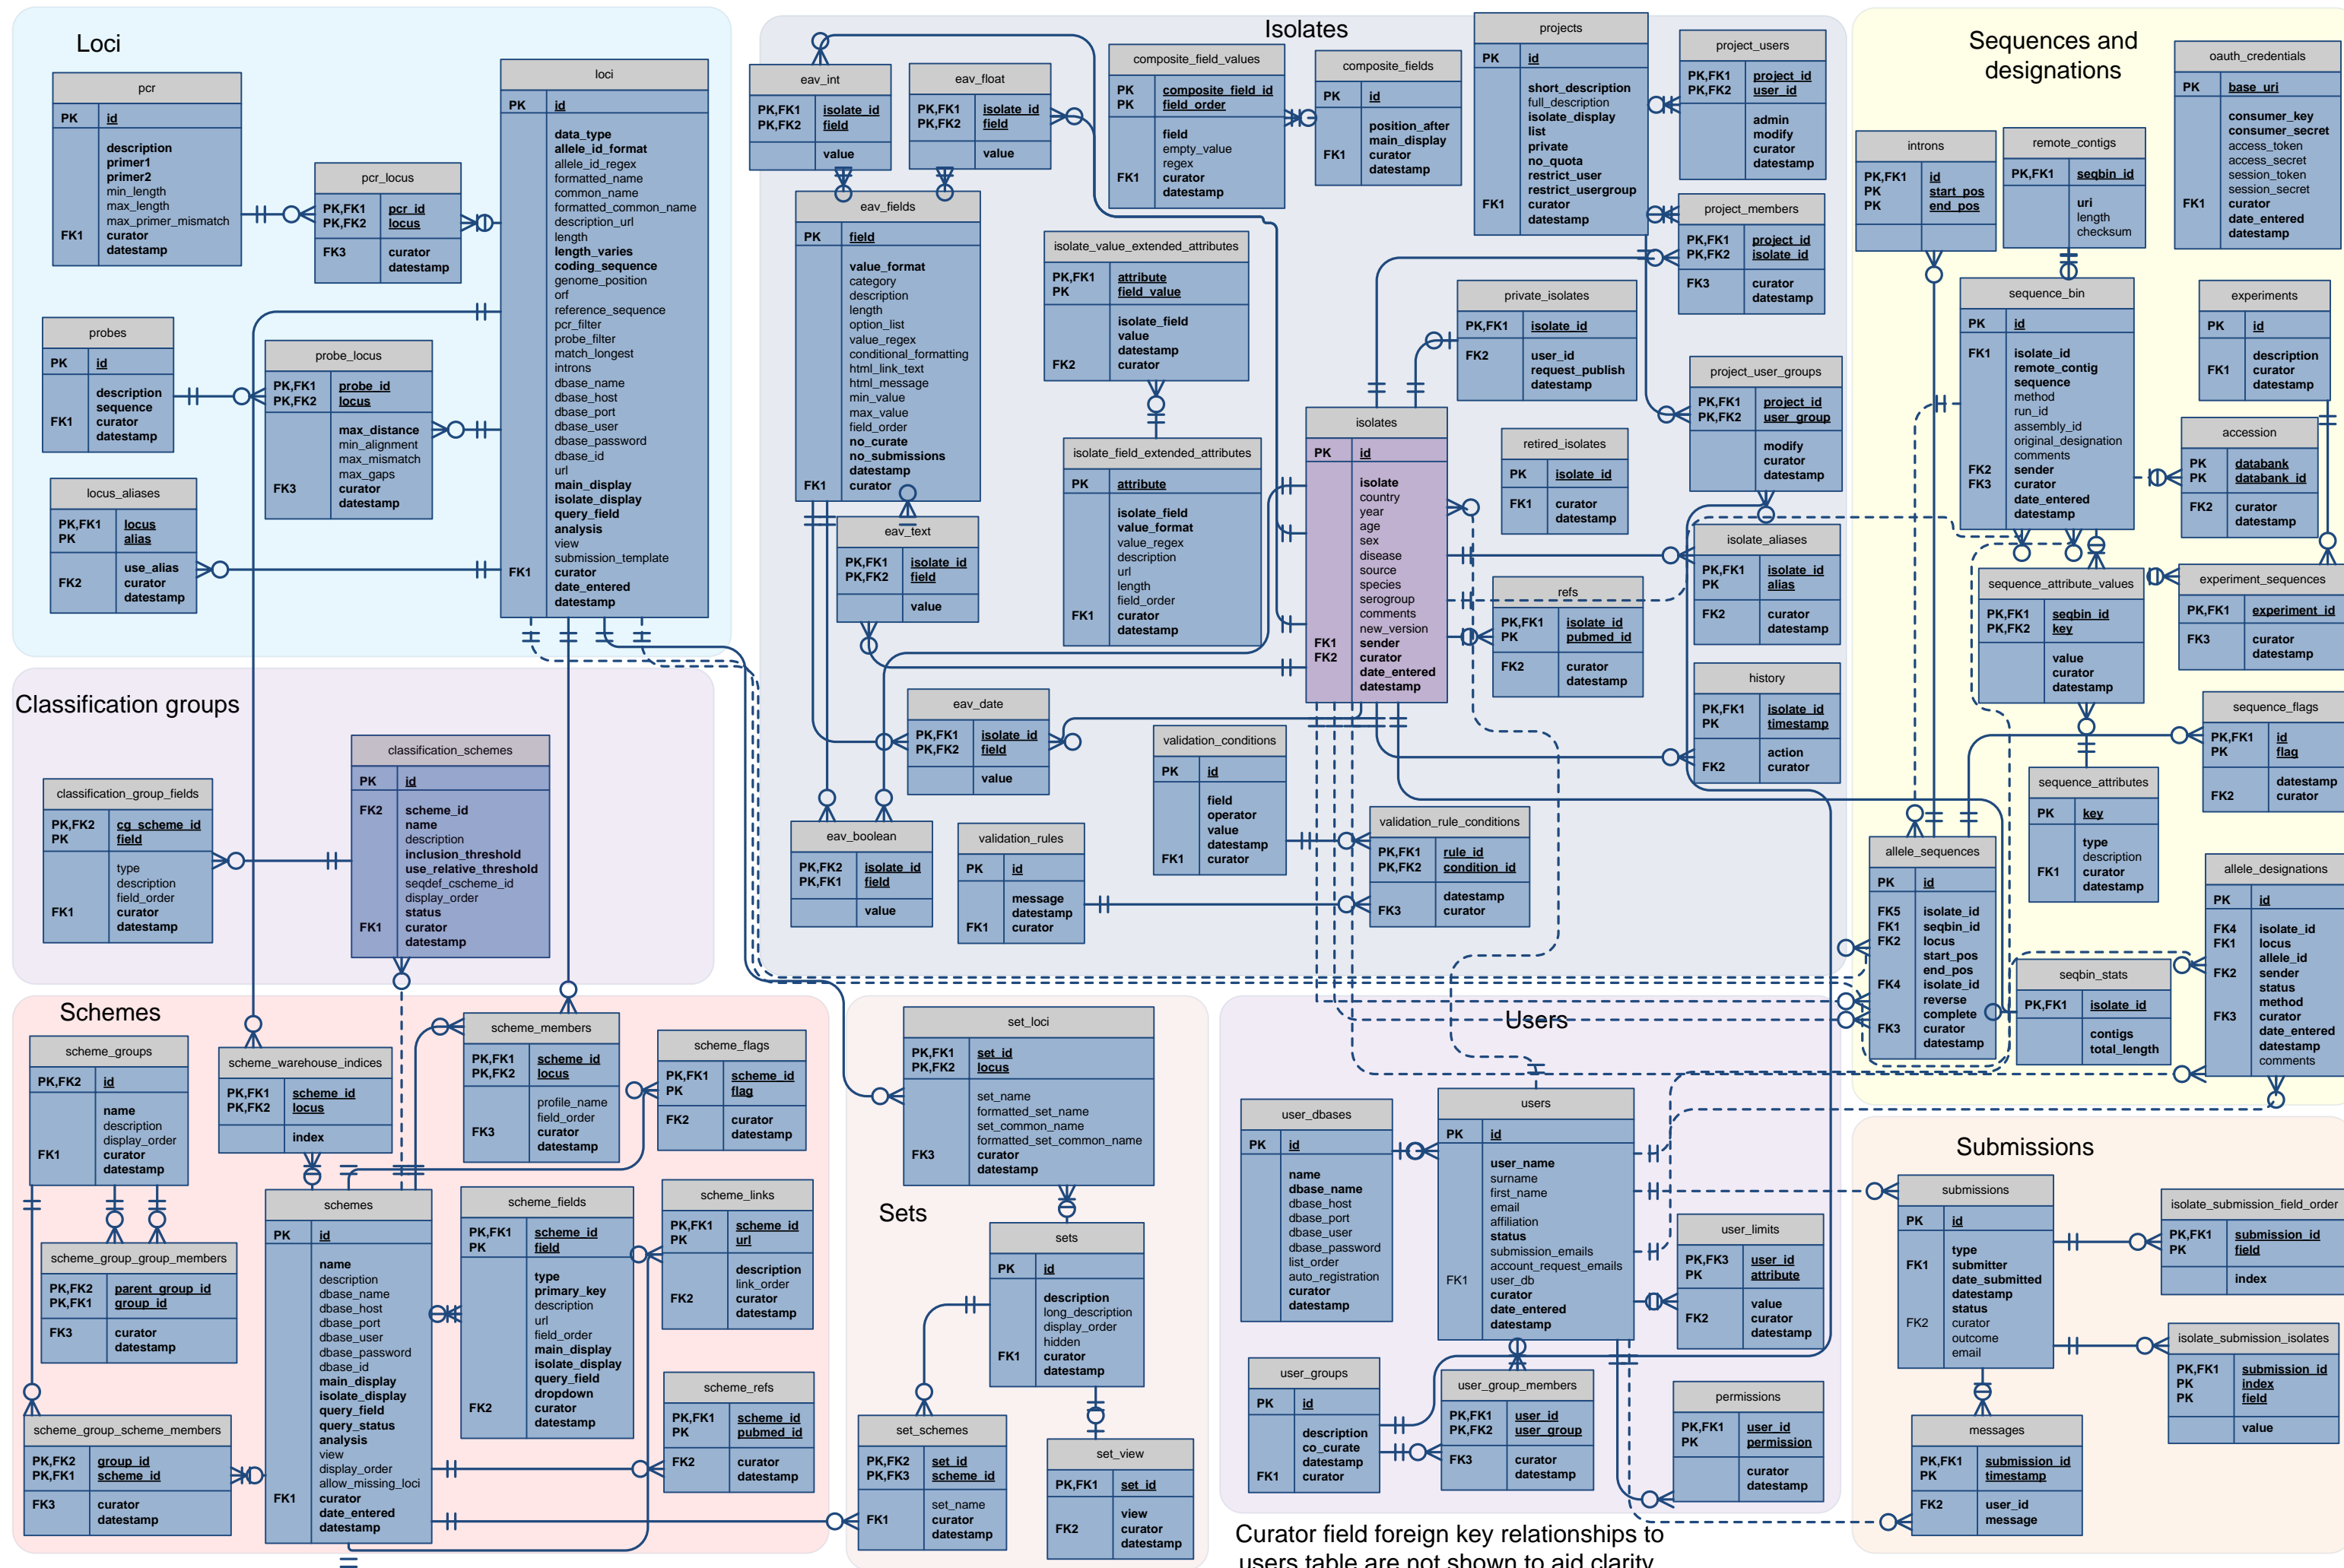 Loci
pcr
PK id
description
primer1
primer2
min_length
max_length
max_primer_mismatch
FK1 curator
datestamp
pcr_locus
PK,FK1 pcr_id
PK,FK2 locus
FK3 curator
datestamp
loci
PK id
data_type
allele_id_format
allele_id_regex
formatted_name
common_name
formatted_common_name
description_url
length
length_varies
coding_sequence
genome_position
orf
reference_sequence
pcr_filter
probe_filter
match_longest
introns
dbase_name
dbase_host
dbase_port
dbase_user
dbase_password
dbase_id
url
main_display
isolate_display
query_field
analysis
view
submission_template
FK1 curator
date_entered
datestamp
probes
PK id
description
sequence
FK1 curator
datestamp
probe_locus
PK,FK1 probe_id
PK,FK2 locus
max_distance
min_alignment
max_mismatch
max_gaps
FK3 curator
datestamp
locus_aliases
PK,FK1 locus
PK alias
use_alias
FK2 curator
datestamp
Classification groups
classification_schemes
PK id
FK2 scheme_id
name
description
inclusion_threshold
use_relative_threshold
seqdef_cscheme_id
display_order
status
FK1 curator
datestamp
classification_group_fields
PK,FK2 cg_scheme_id
PK field
type
description
field_order
FK1 curator
datestamp
Schemes
scheme_groups
PK,FK2 id
name
description
display_order
FK1 curator
datestamp
scheme_warehouse_indices
PK,FK1 scheme_id
PK,FK2 locus
index
scheme_members
PK,FK1 scheme_id
PK,FK2 locus
profile_name
field_order
FK3 curator
datestamp
scheme_flags
PK,FK1 scheme_id
PK flag
FK2 curator
datestamp
scheme_group_group_members
PK,FK2 parent_group_id
PK,FK1 group_id
FK3 curator
datestamp
schemes
PK id
name
description
dbase_name
dbase_host
dbase_port
dbase_user
dbase_password
dbase_id
main_display
isolate_display
query_field
query_status
analysis
view
display_order
allow_missing_loci
FK1 curator
date_entered
datestamp
scheme_fields
PK,FK1 scheme_id
PK field
type
primary_key
description
url
field_order
main_display
isolate_display
query_field
dropdown
FK2 curator
datestamp
scheme_links
PK,FK1 scheme_id
PK url
description
link_order
FK2 curator
datestamp
scheme_refs
PK,FK1 scheme_id
PK pubmed_id
FK2 curator
datestamp
scheme_group_scheme_members
PK,FK2 group_id
PK,FK1 scheme_id
FK3 curator
datestamp
Isolates
eav_int
PK,FK1 isolate_id
PK,FK2 field
value
eav_float
PK,FK1 isolate_id
PK,FK2 field
value
composite_field_values
PK composite_field_id
PK field_order
field
empty_value
regex
FK1 curator
datestamp
composite_fields
PK id
position_after
main_display
FK1 curator
datestamp
projects
PK id
short_description
full_description
isolate_display
list
private
no_quota
restrict_user
restrict_usergroup
FK1 curator
datestamp
project_users
PK,FK1 project_id
PK,FK2 user_id
admin
modify
curator
datestamp
project_members
PK,FK1 project_id
PK,FK2 isolate_id
FK3 curator
datestamp
eav_fields
PK field
value_format
category
description
length
option_list
value_regex
conditional_formatting
html_link_text
html_message
min_value
max_value
field_order
no_curate
no_submissions
datestamp
FK1 curator
isolate_value_extended_attributes
PK,FK1 attribute
PK field_value
isolate_field
value
datestamp
FK2 curator
private_isolates
PK,FK1 isolate_id
FK2 user_id
request_publish
datestamp
project_user_groups
PK,FK1 project_id
PK,FK2 user_group
modify
curator
datestamp
isolates
PK id
isolate
country
year
age
sex
disease
source
species
serogroup
comments
new_version
FK1 sender
FK2 curator
date_entered
datestamp
retired_isolates
PK isolate_id
FK1 curator
datestamp
isolate_field_extended_attributes
PK attribute
isolate_field
value_format
value_regex
description
url
length
field_order
FK1 curator
datestamp
eav_text
PK,FK1 isolate_id
PK,FK2 field
value
isolate_aliases
PK,FK1 isolate_id
PK alias
FK2 curator
datestamp
refs
PK,FK1 isolate_id
PK pubmed_id
FK2 curator
datestamp
history
PK,FK1 isolate_id
PK timestamp
action
FK2 curator
eav_date
PK,FK1 isolate_id
PK,FK2 field
value
validation_conditions
PK id
field
operator
value
datestamp
FK1 curator
eav_boolean
PK,FK2 isolate_id
PK,FK1 field
value
validation_rules
PK id
message
datestamp
FK1 curator
validation_rule_conditions
PK,FK1 rule_id
PK,FK2 condition_id
datestamp
FK3 curator
Sequences and
designations
oauth_credentials
PK base_uri
consumer_key
consumer_secret
access_token
access_secret
session_token
session_secret
FK1 curator
date_entered
datestamp
introns
PK,FK1 id
PK start_pos
PK end_pos
remote_contigs
PK,FK1 seqbin_id
uri
length
checksum
sequence_bin
PK id
FK1 isolate_id
remote_contig
sequence
method
run_id
assembly_id
original_designation
comments
FK2 sender
FK3 curator
date_entered
datestamp
experiments
PK id
description
FK1 curator
datestamp
accession
PK databank
PK databank_id
FK2 curator
datestamp
sequence_attribute_values
PK,FK1 seqbin_id
PK,FK2 key
value
curator
datestamp
experiment_sequences
PK,FK1 experiment_id
FK3 curator
datestamp
sequence_flags
PK,FK1 id
PK flag
datestamp
FK2 curator
sequence_attributes
PK key
type
description
FK1 curator
datestamp
allele_sequences
PK id
FK5 isolate_id
FK1 seqbin_id
FK2 locus
start_pos
end_pos
FK4 isolate_id
reverse
complete
FK3 curator
datestamp
allele_designations
PK id
FK4 isolate_id
FK1 locus
allele_id
FK2 sender
status
method
FK3 curator
date_entered
datestamp
comments
seqbin_stats
PK,FK1 isolate_id
contigs
total_length
Sets
set_loci
PK,FK1 set_id
PK,FK2 locus
set_name
formatted_set_name
set_common_name
formatted_set_common_name
FK3 curator
datestamp
sets
PK id
description
long_description
display_order
hidden
FK1 curator
datestamp
set_schemes
PK,FK2 set_id
PK,FK3 scheme_id
set_name
FK1 curator
datestamp
set_view
PK,FK1 set_id
view
FK2 curator
datestamp
Users
user_dbases
PK id
name
dbase_name
dbase_host
dbase_port
dbase_user
dbase_password
list_order
auto_registration
curator
datestamp
users
PK id
user_name
surname
first_name
email
affiliation
status
submission_emails
account_request_emails
FK1 user_db
curator
date_entered
datestamp
user_limits
PK,FK3 user_id
PK attribute
value
FK2 curator
datestamp
user_groups
PK id
description
co_curate
datestamp
FK1 curator
user_group_members
PK,FK1 user_id
PK,FK2 user_group
FK3 curator
datestamp
permissions
PK,FK1 user_id
PK permission
curator
datestamp
Submissions
submissions
PK id
type
FK1 submitter
date_submitted
datestamp
status
FK2 curator
outcome
email
isolate_submission_field_order
PK,FK1 submission_id
PK field
index
isolate_submission_isolates
PK,FK1 submission_id
PK index
PK field
value
messages
PK,FK1 submission_id
PK timestamp
FK2 user_id
message
Curator field foreign key relationships to
users table are not shown to aid clarity